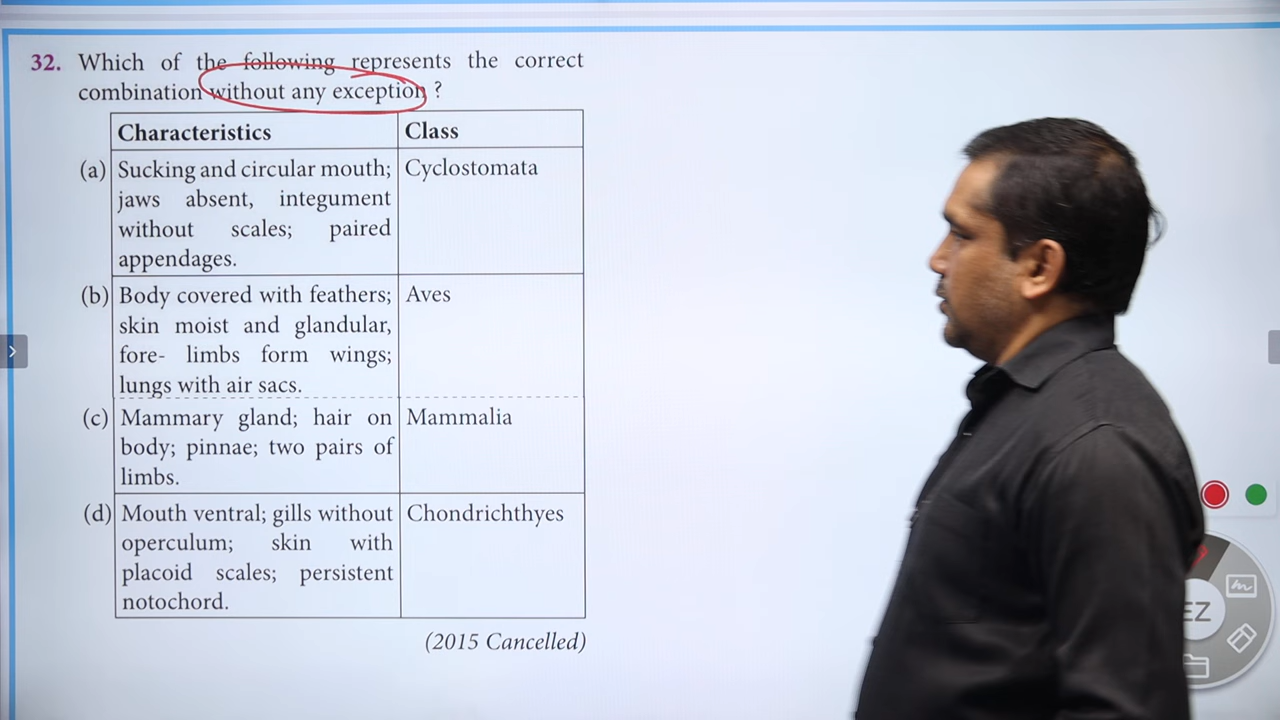 32. Which of the following represents the correct
combination without any exception ?
Characteristics Class
(a) Sucking and circular mouth; Cyclostomata
jaws absent, integument
without scales; paired
appendages.
(b) Body covered with feathers; Aves
skin moist and glandular,
fore- limbs form wings;
lungs with air sacs.
(c) Mammary gland; hair on Mammalia
body; pinnae; two pairs of
limbs.
(d) Mouth ventral; gills without Chondrichthyes
operculum; skin with
placoid scales; persistent
notochord.
(2015 Cancelled)
EZ